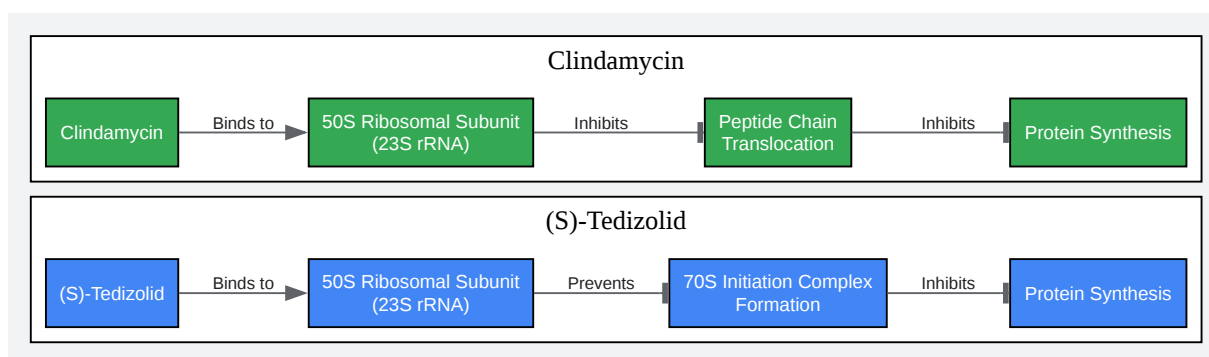 Clindamycin
Clindamycin
Binds to
50S Ribosomal Subunit
(23S rRNA)
Inhibits
Peptide Chain
Translocation
Inhibits
Protein Synthesis
(S)-Tedizolid
(S)-Tedizolid
Binds to
50S Ribosomal Subunit
(23S rRNA)
Prevents
70S Initiation Complex
Formation
Inhibits
Protein Synthesis